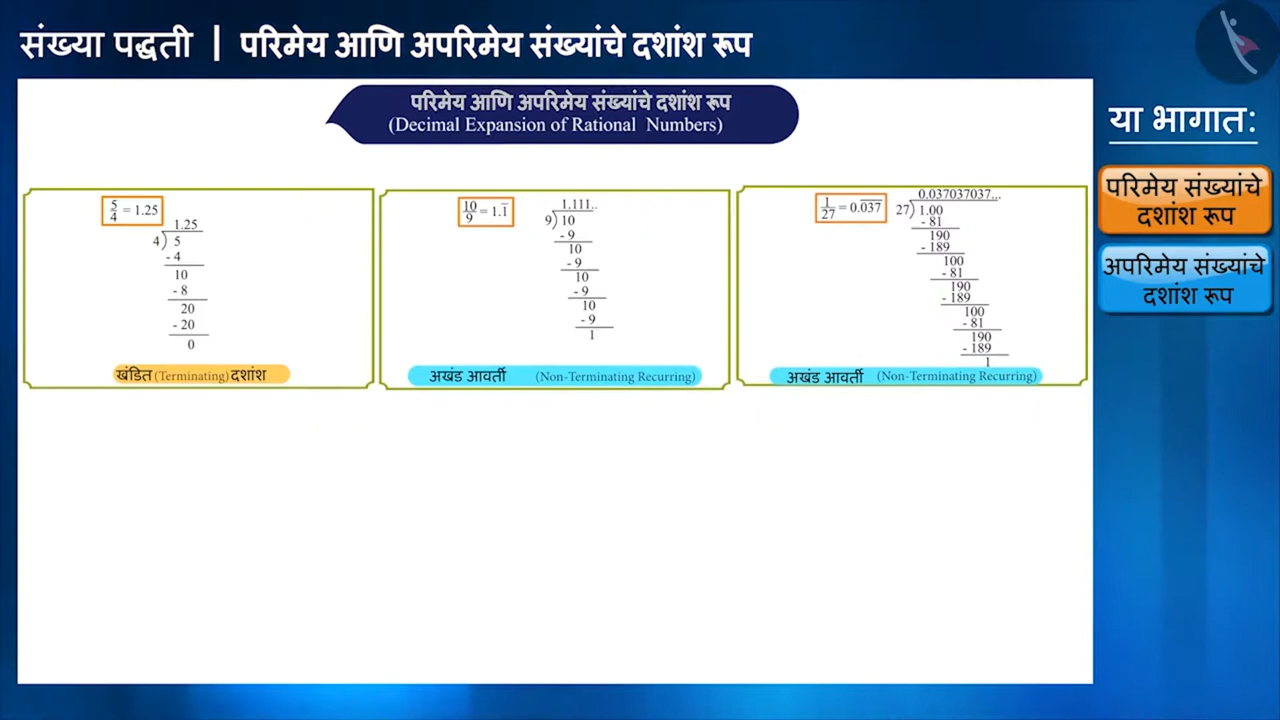 संख्या पद्धती | परिमेय आणि अपरिमेय संख्यांचे दशांश रूप
परिमेय आणि अपरिमेय संख्यांचे दशांश रूप
(Decimal Expansion of Rational Numbers)
या भागात:
परिमेय संख्यांचे
दशांश रूप
अपरिमेय संख्यांचे
दशांश रूप
5/4 = 1.25
1.25
4) 5
- 4
10
- 8
20
- 20
0
खंडित (Terminating) दशांश
10/9 = 1.1̅
1.111..
9) 10
- 9
10
- 9
10
- 9
10
- 9
1
अखंड आवर्ती (Non-Terminating Recurring)
1/27 = 0.0̅3̅7̅
0.037037037...
27) 1.00
- 81
190
- 189
100
- 81
190
- 189
100
- 81
190
- 189
1
अखंड आवर्ती (Non-Terminating Recurring)